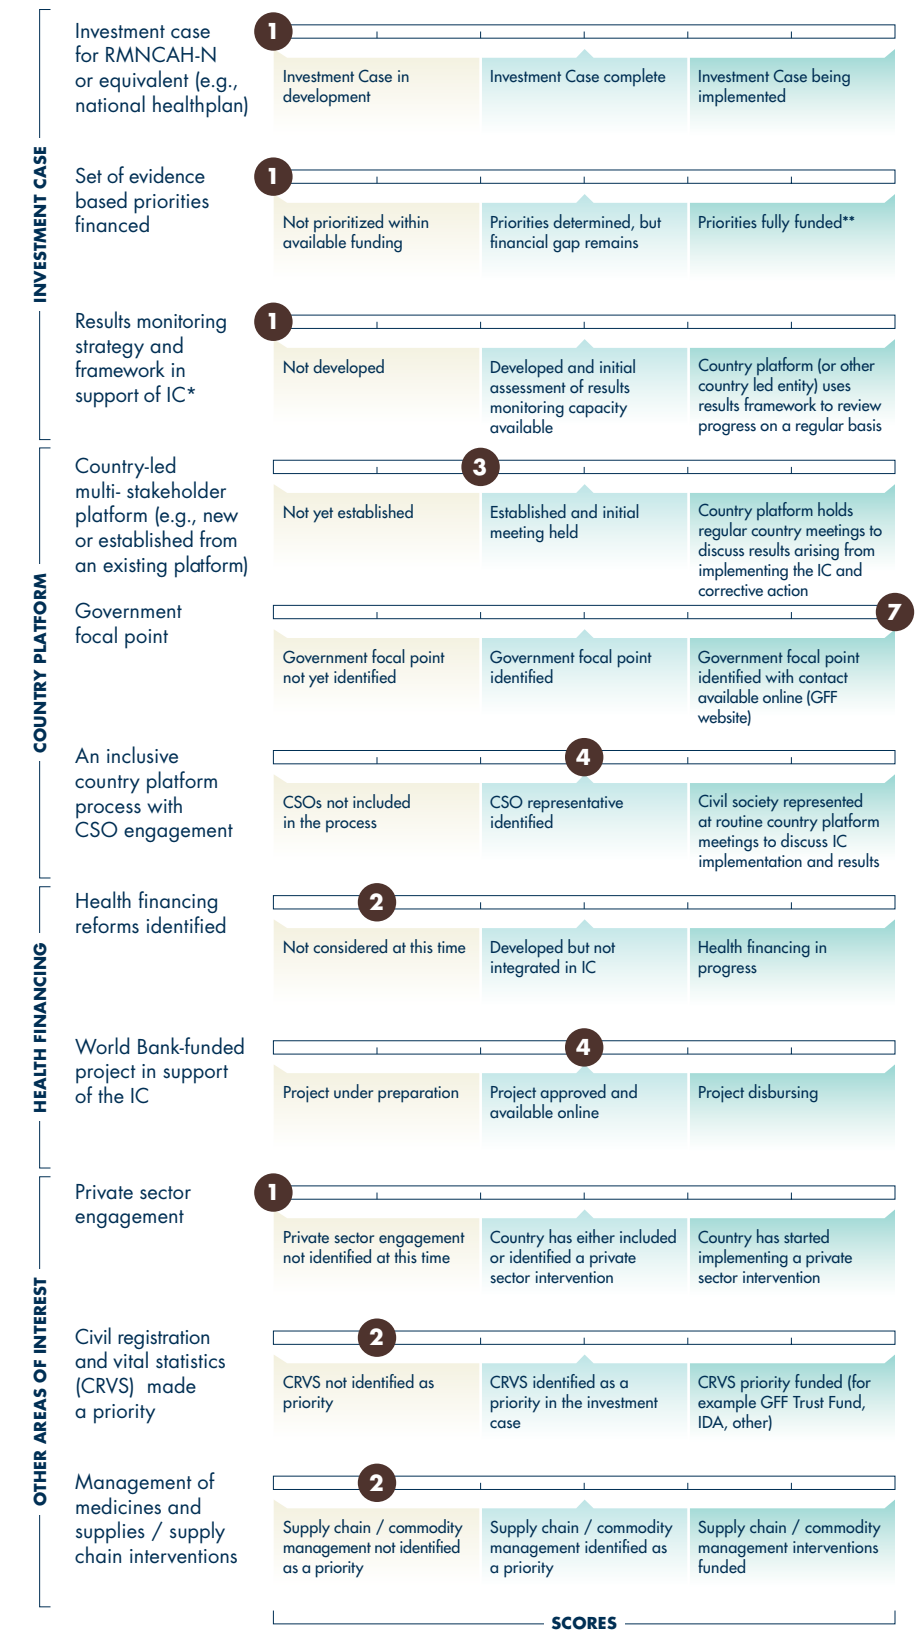 INVESTMENT CASE
Investment case
for RMNCAH-N
or equivalent (e.g.,
national healthplan)
1
Investment Case in
development
Investment Case complete
Investment Case being
implemented
Set of evidence
based priorities
financed
1
Not prioritized within
available funding
Priorities determined, but
financial gap remains
Priorities fully funded**
Results monitoring
strategy and
framework in
support of IC*
1
Not developed
Developed and initial
assessment of results
monitoring capacity
available
Country platform (or other
country led entity) uses
results framework to review
progress on a regular basis
COUNTRY PLATFORM
Country-led
multi- stakeholder
platform (e.g., new
or established from
an existing platform)
3
Not yet established
Established and initial
meeting held
Country platform holds
regular country meetings to
discuss results arising from
implementing the IC and
corrective action
Government
focal point
7
Government focal point
not yet identified
Government focal point
identified
Government focal point
identified with contact
available online (GFF
website)
An inclusive
country platform
process with
CSO engagement
4
CSOs not included
in the process
CSO representative
identified
Civil society represented
at routine country platform
meetings to discuss IC
implementation and results
HEALTH FINANCING
Health financing
reforms identified
2
Not considered at this time
Developed but not
integrated in IC
Health financing in
progress
World Bank-funded
project in support
of the IC
4
Project under preparation
Project approved and
available online
Project disbursing
OTHER AREAS OF INTEREST
Private sector
engagement
1
Private sector engagement
not identified at this time
Country has either included
or identified a private
sector intervention
Country has started
implementing a private
sector intervention
Civil registration
and vital statistics
(CRVS) made
a priority
2
CRVS not identified as
priority
CRVS identified as a
priority in the investment
case
CRVS priority funded (for
example GFF Trust Fund,
IDA, other)
Management of
medicines and
supplies / supply
chain interventions
2
Supply chain / commodity
management not identified
as a priority
Supply chain / commodity
management identified as
a priority
Supply chain / commodity
management interventions
funded
SCORES